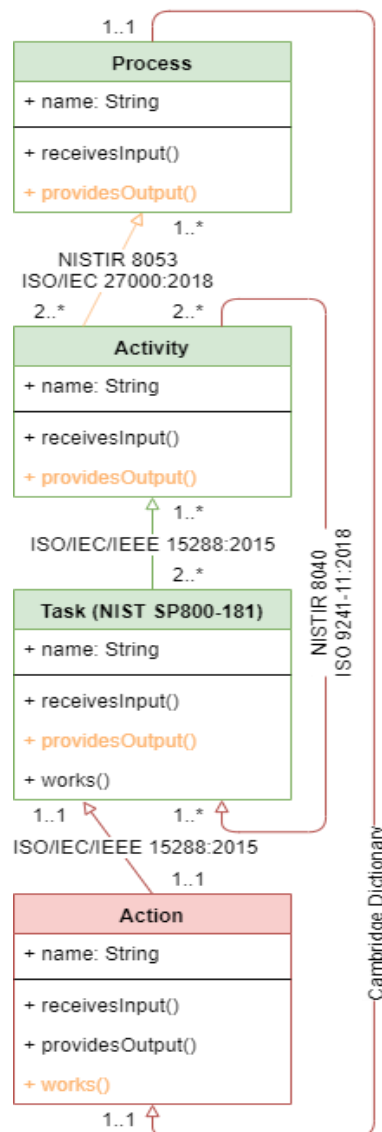 1..1
Process
+ name: String
+ receivesInput()
+ providesOutput()
1..*
NISTIR 8053
ISO/IEC 27000:2018
2..*
2..*
Activity
+ name: String
+ receivesInput()
+ providesOutput()
1..*
ISO/IEC/IEEE 15288:2015
2..*
NISTIR 8040
ISO 9241-11:2018
Task (NIST SP800-181)
+ name: String
+ receivesInput()
+ providesOutput()
+ works()
1..1
1..*
ISO/IEC/IEEE 15288:2015
1..1
Cambridge Dictionary
Action
+ name: String
+ receivesInput()
+ providesOutput()
+ works()
1..1